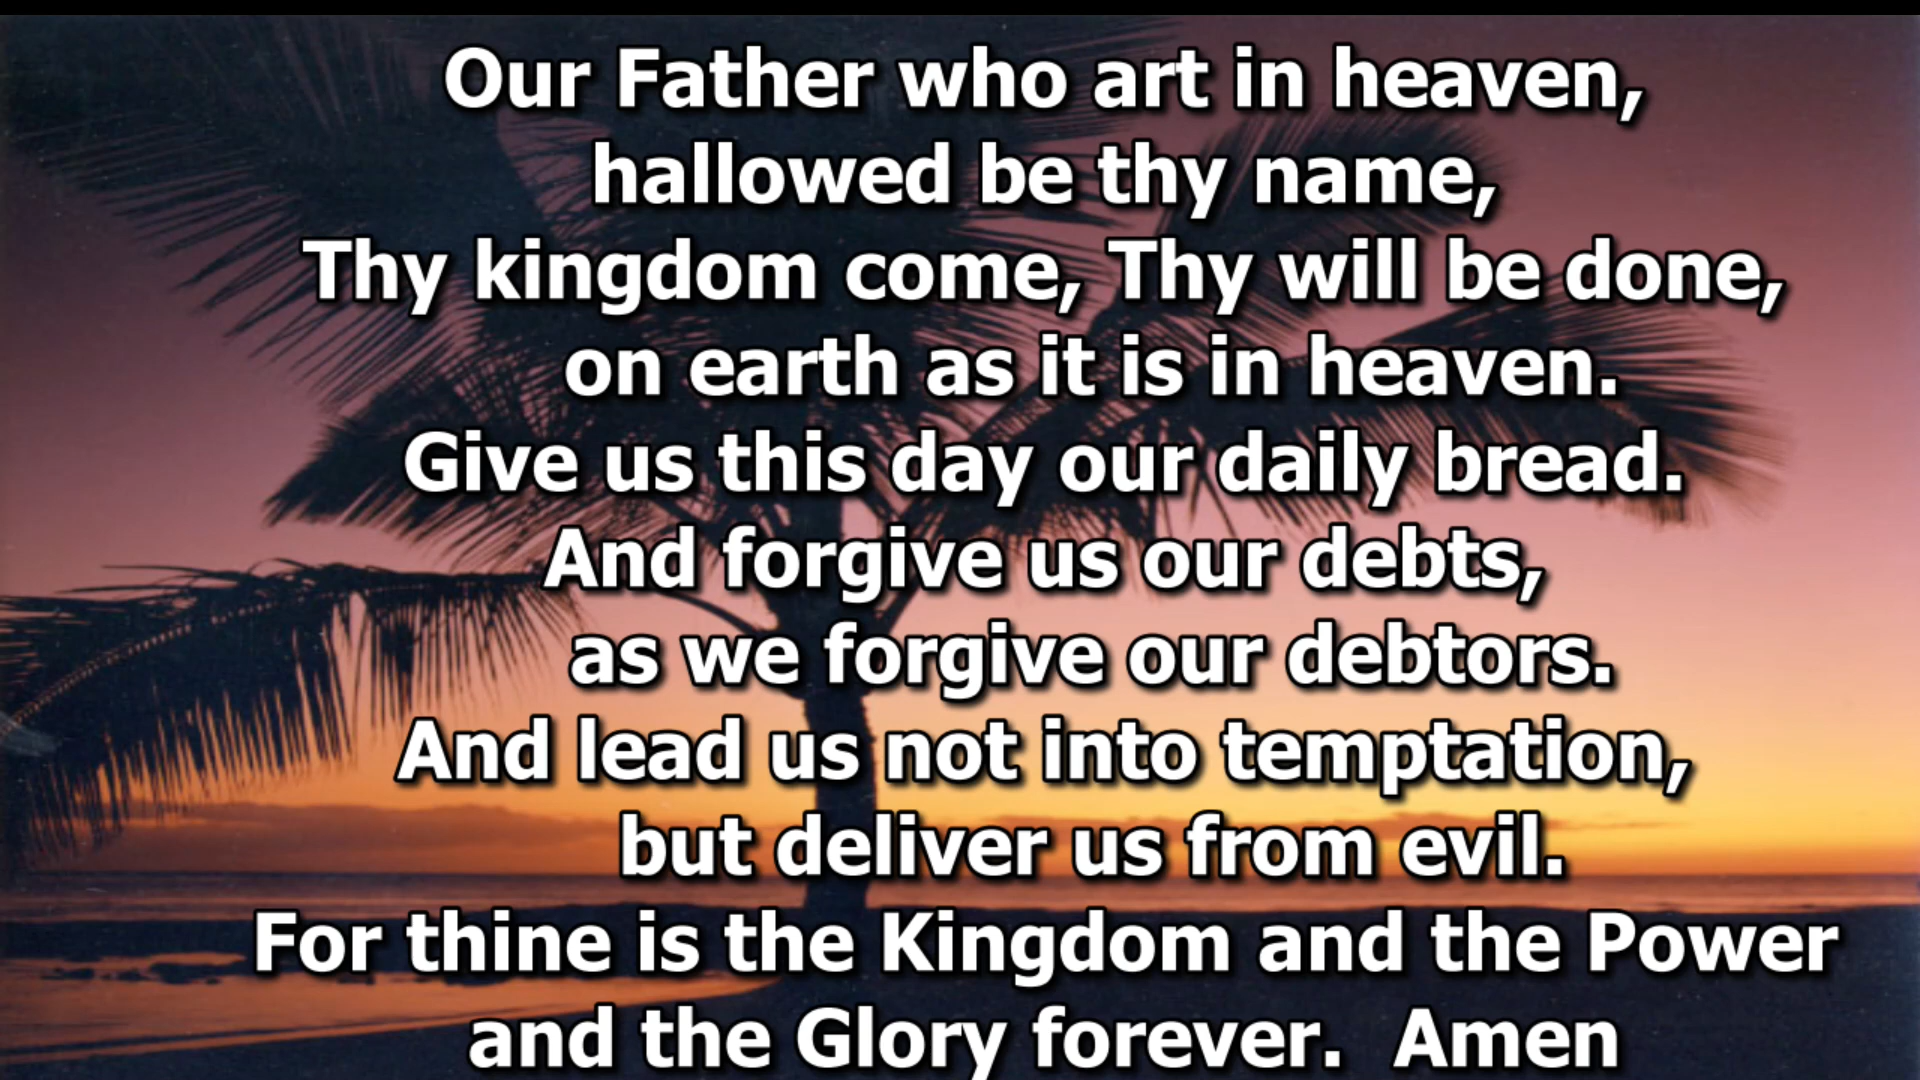 Our Father who art in heaven,
hallowed be thy name,
Thy kingdom come, Thy will be done,
on earth as it is in heaven.
Give us this day our daily bread.
And forgive us our debts,
as we forgive our debtors.
And lead us not into temptation,
but deliver us from evil.
For thine is the Kingdom and the Power
and the Glory forever.  Amen